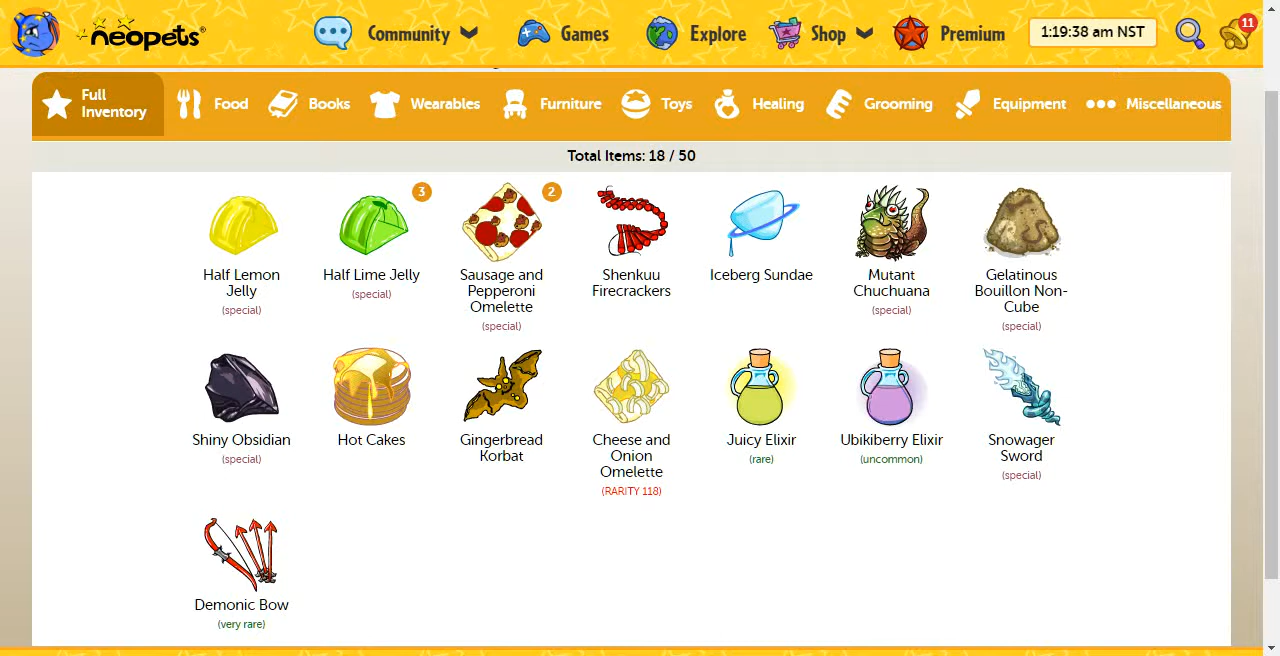 neopets
Community
Games
Explore
Shop
Premium
1:19:38 am NST
11
Full
Inventory
Food
Books
Wearables
Furniture
Toys
Healing
Grooming
Equipment
Miscellaneous
Total Items: 18 / 50
3
2
Half Lemon
Jelly
(special)
Half Lime Jelly
(special)
Sausage and
Pepperoni
Omelette
(special)
Shenkuu
Firecrackers
Iceberg Sundae
Mutant
Chuchuana
(special)
Gelatinous
Bouillon Non-
Cube
(special)
Shiny Obsidian
(special)
Hot Cakes
Gingerbread
Korbat
Cheese and
Onion
Omelette
(RARITY 118)
Juicy Elixir
(rare)
Ubikiberry Elixir
(uncommon)
Snowager
Sword
(special)
Demonic Bow
(very rare)